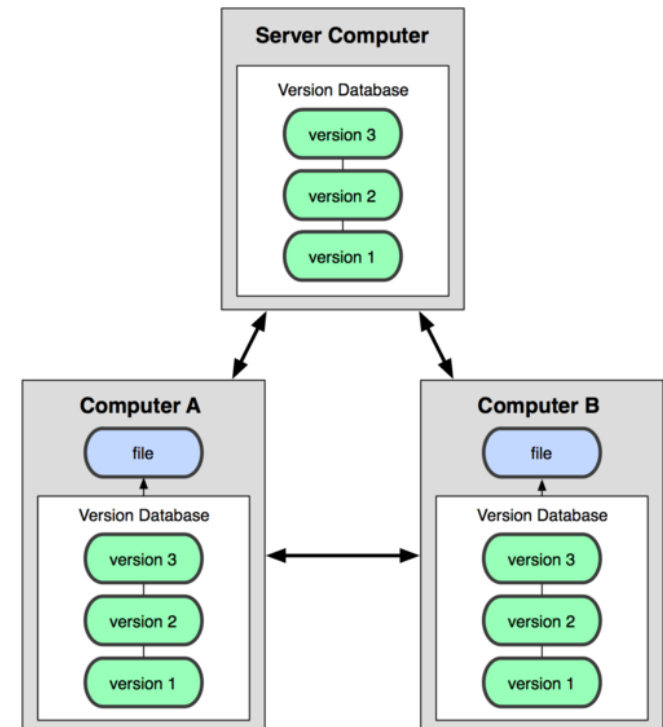 Server Computer
Version Database
version 3
version 2
version 1
Computer A
file
Version Database
version 3
version 2
version 1
Computer B
file
Version Database
version 3
version 2
version 1